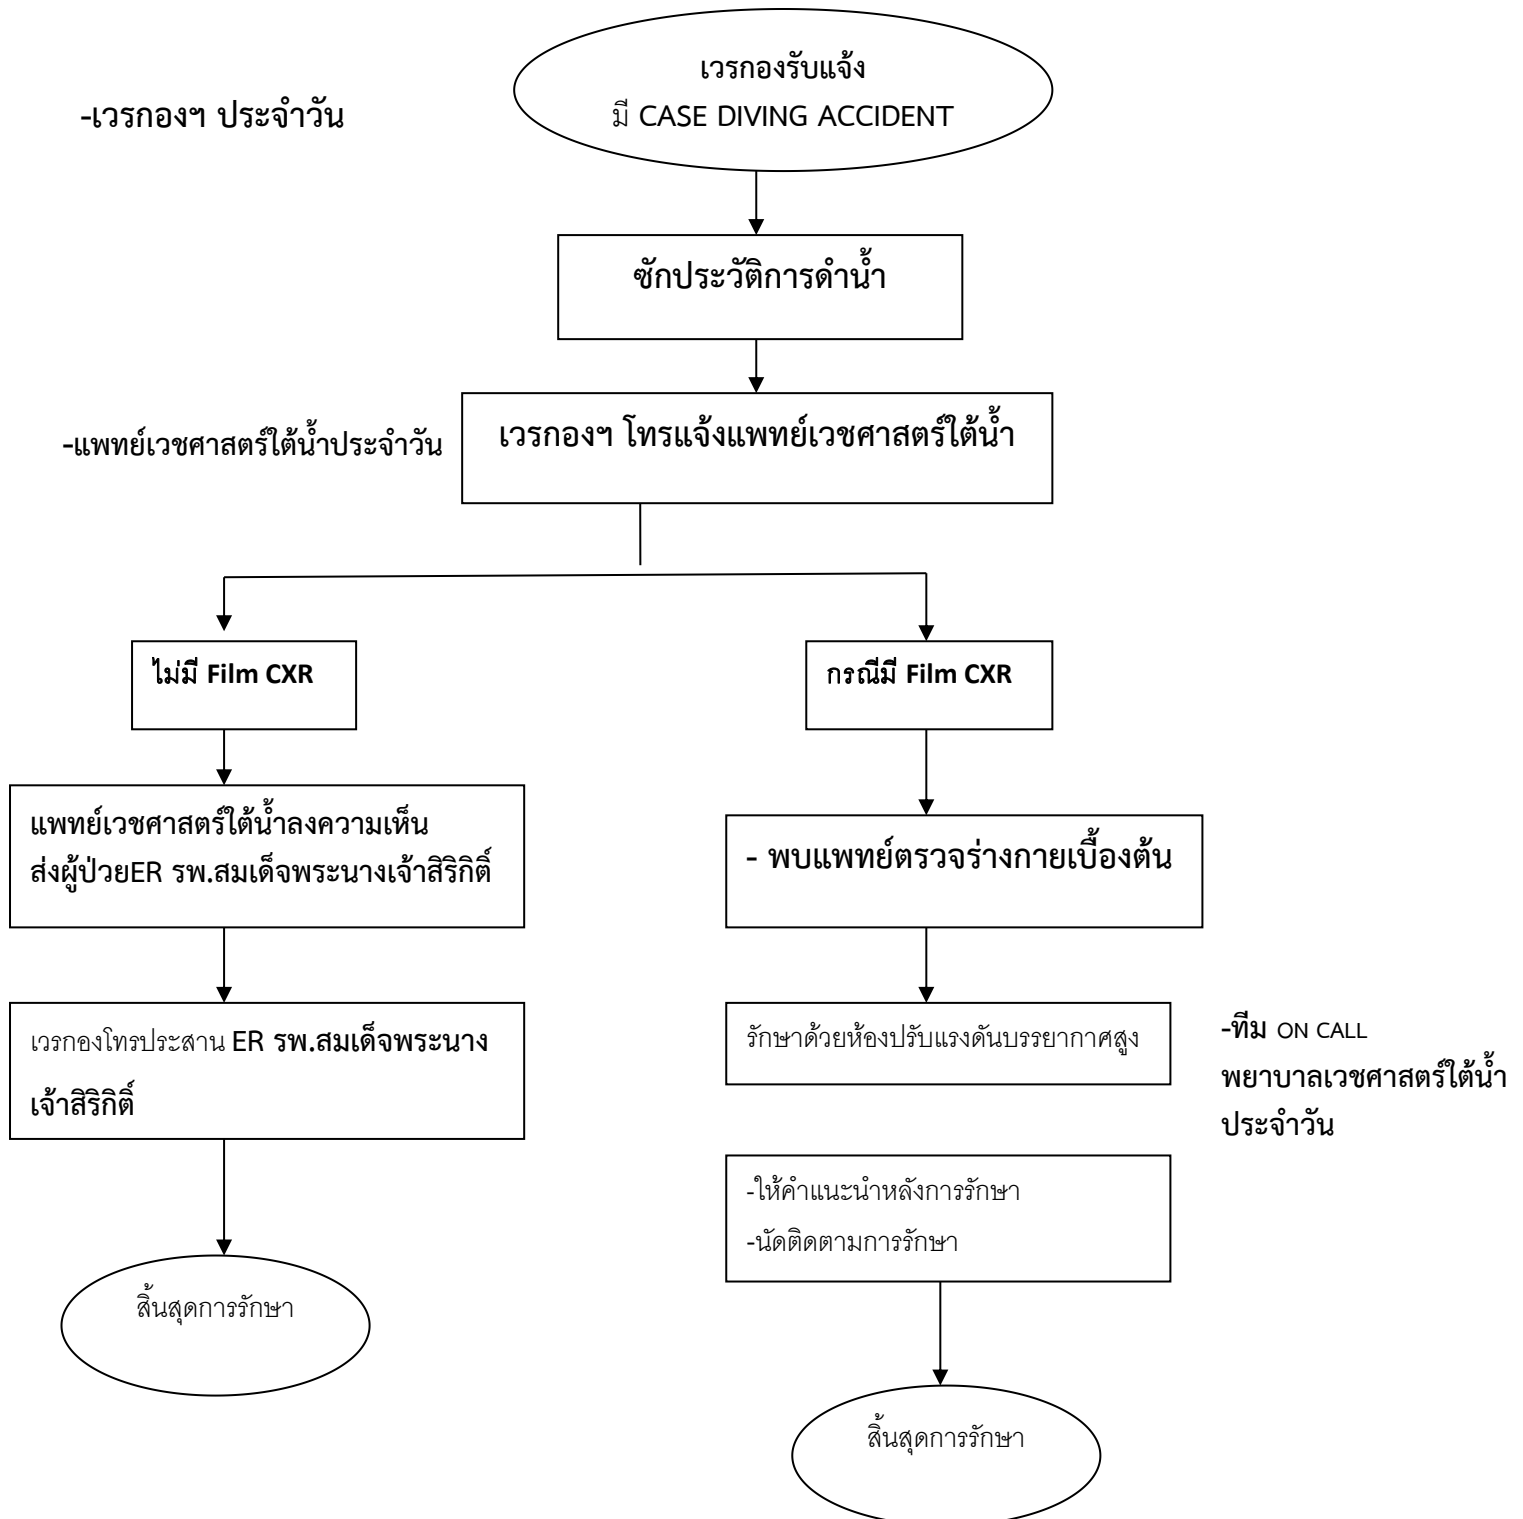 เวรกองรับแจ้ง
มี CASE DIVING ACCIDENT
-เวรกองฯ ประจำวัน
ซักประวัติการดำน้ำ
เวรกองฯ โทรแจ้งแพทย์เวชศาสตร์ใต้น้ำ
-แพทย์เวชศาสตร์ใต้น้ำประจำวัน
ไม่มี Film CXR
กรณีมี Film CXR
แพทย์เวชศาสตร์ใต้น้ำลงความเห็น
ส่งผู้ป่วยER รพ.สมเด็จพระนางเจ้าสิริกิติ์
- พบแพทย์ตรวจร่างกายเบื้องต้น
เวรกองโทรประสาน ER รพ.สมเด็จพระนาง
เจ้าสิริกิติ์
รักษาด้วยห้องปรับแรงดันบรรยากาศสูง
-ทีม ON CALL
พยาบาลเวชศาสตร์ใต้น้ำ
ประจำวัน
-ให้คำแนะนำหลังการรักษา
-นัดติดตามการรักษา
สิ้นสุดการรักษา
สิ้นสุดการรักษา